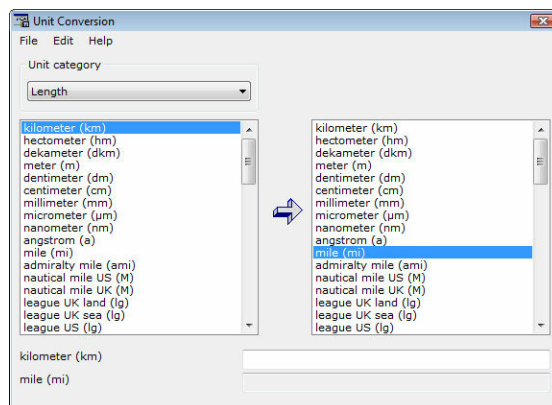 Unit Conversion
File Edit Help
Unit category
Length
kilometer (km)
hectometer (hm)
dekameter (dkm)
meter (m)
dentimeter (dm)
centimeter (cm)
millimeter (mm)
micrometer (µm)
nanometer (nm)
angstrom (a)
mile (mi)
admiralty mile (ami)
nautical mile US (M)
nautical mile UK (M)
league UK land (lg)
league UK sea (lg)
league US (lg)
kilometer (km)
hectometer (hm)
dekameter (dkm)
meter (m)
dentimeter (dm)
centimeter (cm)
millimeter (mm)
micrometer (µm)
nanometer (nm)
angstrom (a)
mile (mi)
admiralty mile (ami)
nautical mile US (M)
nautical mile UK (M)
league UK land (lg)
league UK sea (lg)
league US (lg)
kilometer (km)
mile (mi)